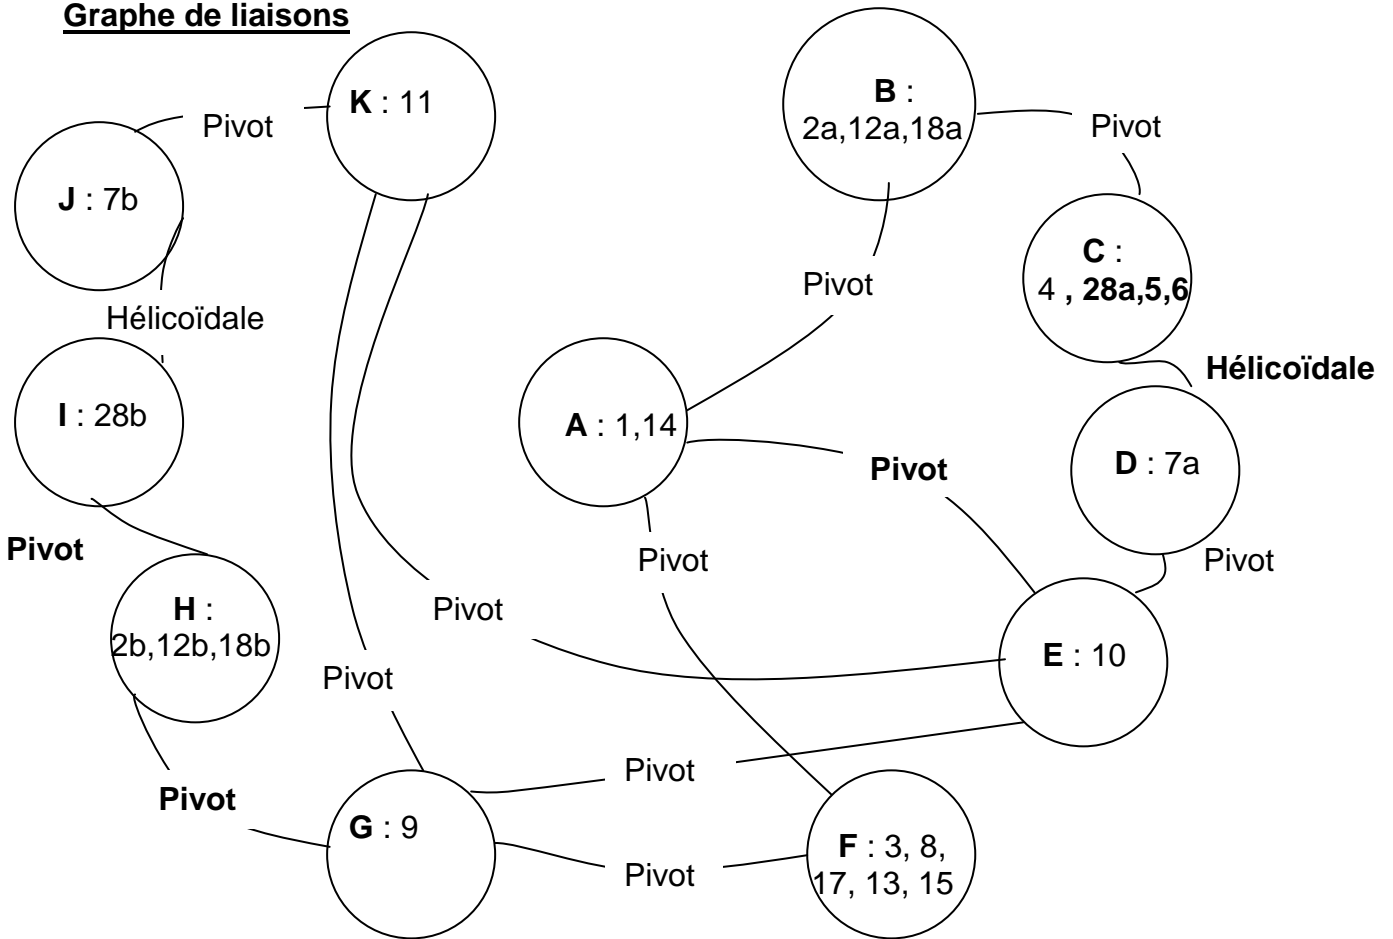 Graphe de liaisons
K : 11
B :
2a,12a,18a
Pivot
Pivot
J : 7b
C :
4 , 28a,5,6
Pivot
Hélicoïdale
Hélicoïdale
I : 28b
A : 1,14
Pivot
D : 7a
Pivot
Pivot
Pivot
H :
2b,12b,18b
Pivot
E : 10
Pivot
Pivot
Pivot
G : 9
F : 3, 8,
17, 13, 15
Pivot